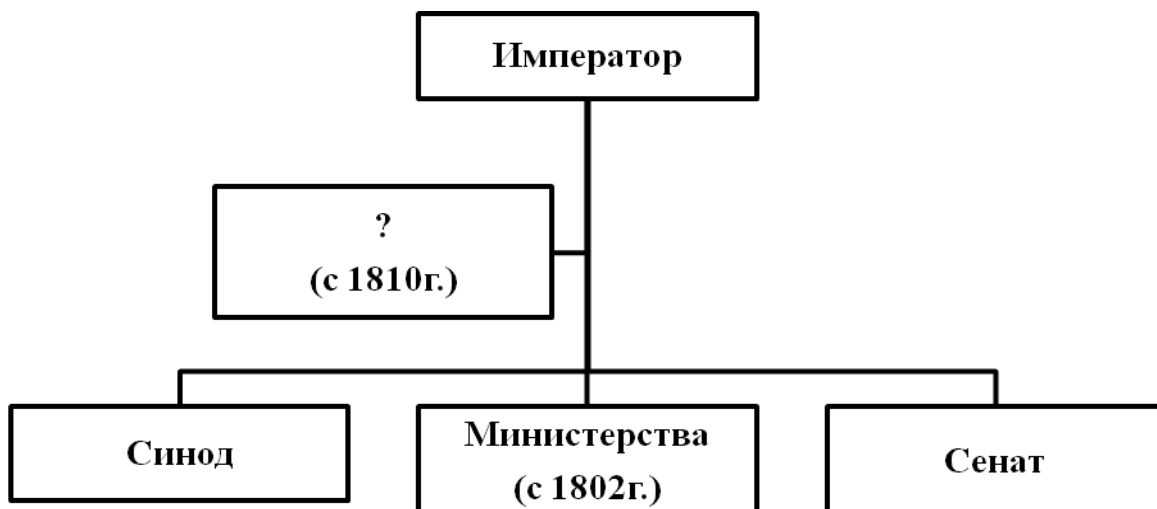 Император
?
(с 1810г.)
Синод
Министерства
(с 1802г.)
Сенат